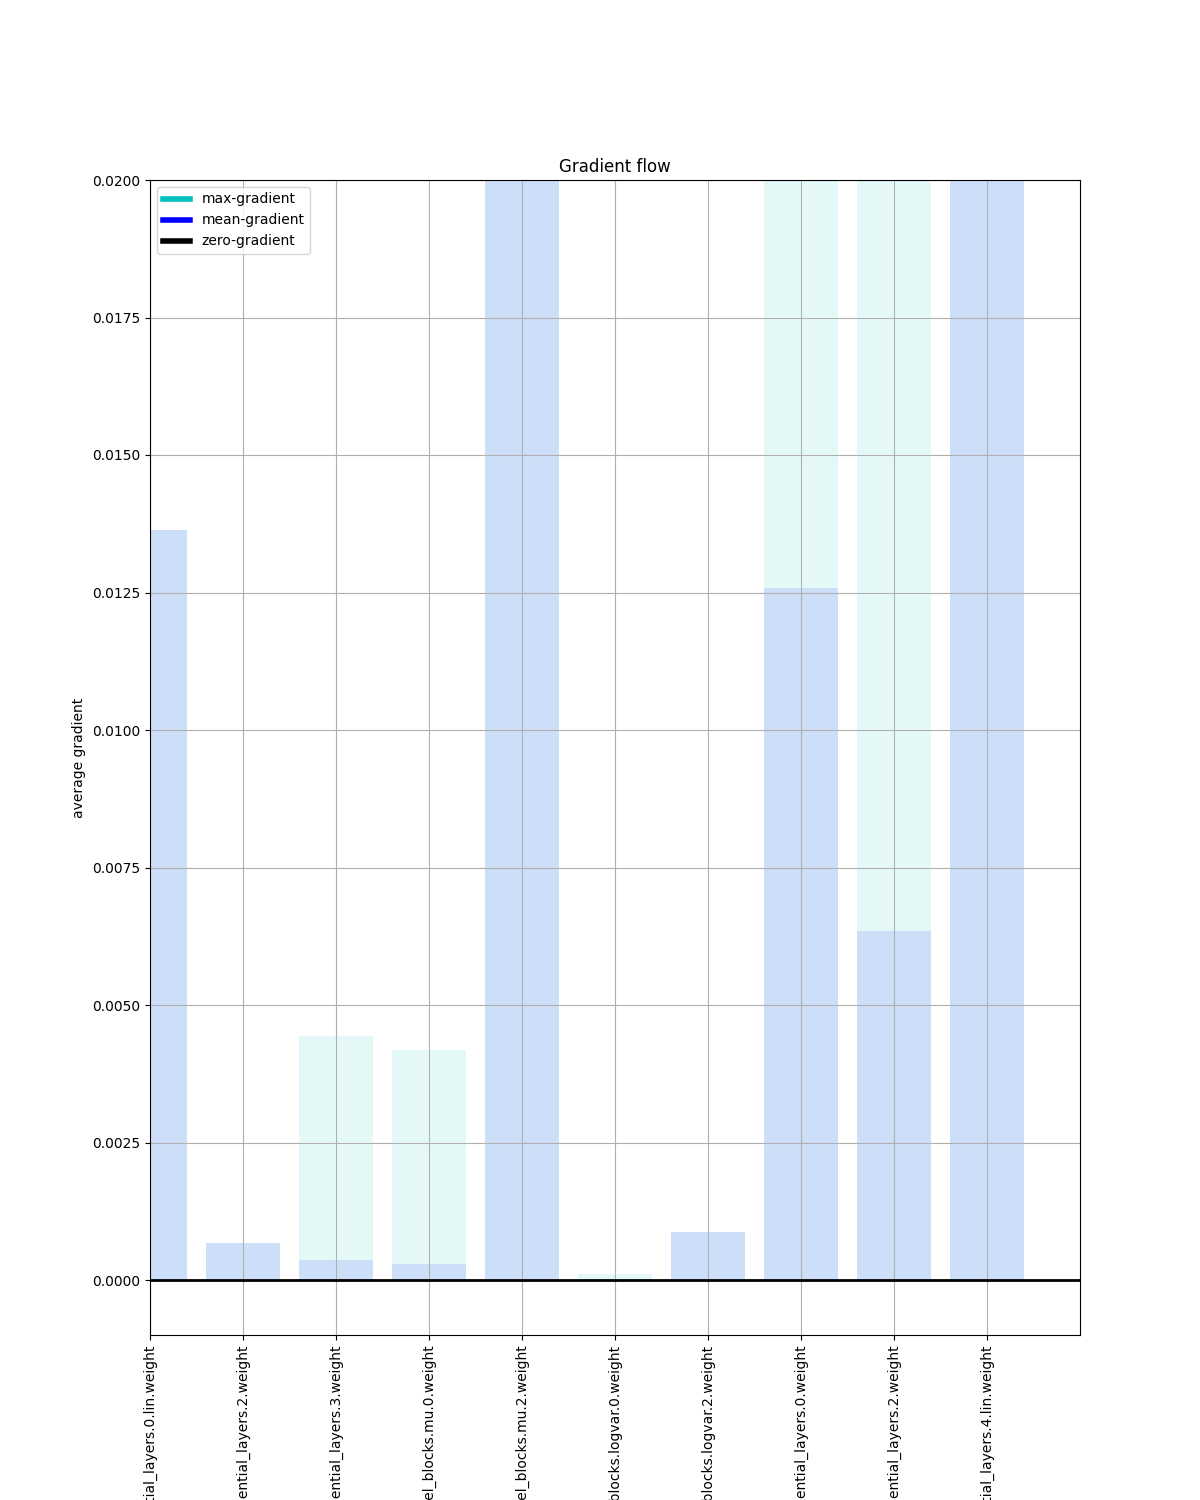 Gradient flow
max-gradient
mean-gradient
zero-gradient
0.0200
0.0175
0.0150
0.0125
0.0100
0.0075
0.0050
0.0025
0.0000
average gradient
tial_layers.0.lin.weight
ential_layers.2.weight
ential_layers.3.weight
el_blocks.mu.0.weight
el_blocks.mu.2.weight
blocks.logvar.0.weight
blocks.logvar.2.weight
ential_layers.0.weight
ential_layers.2.weight
tial_layers.4.lin.weight